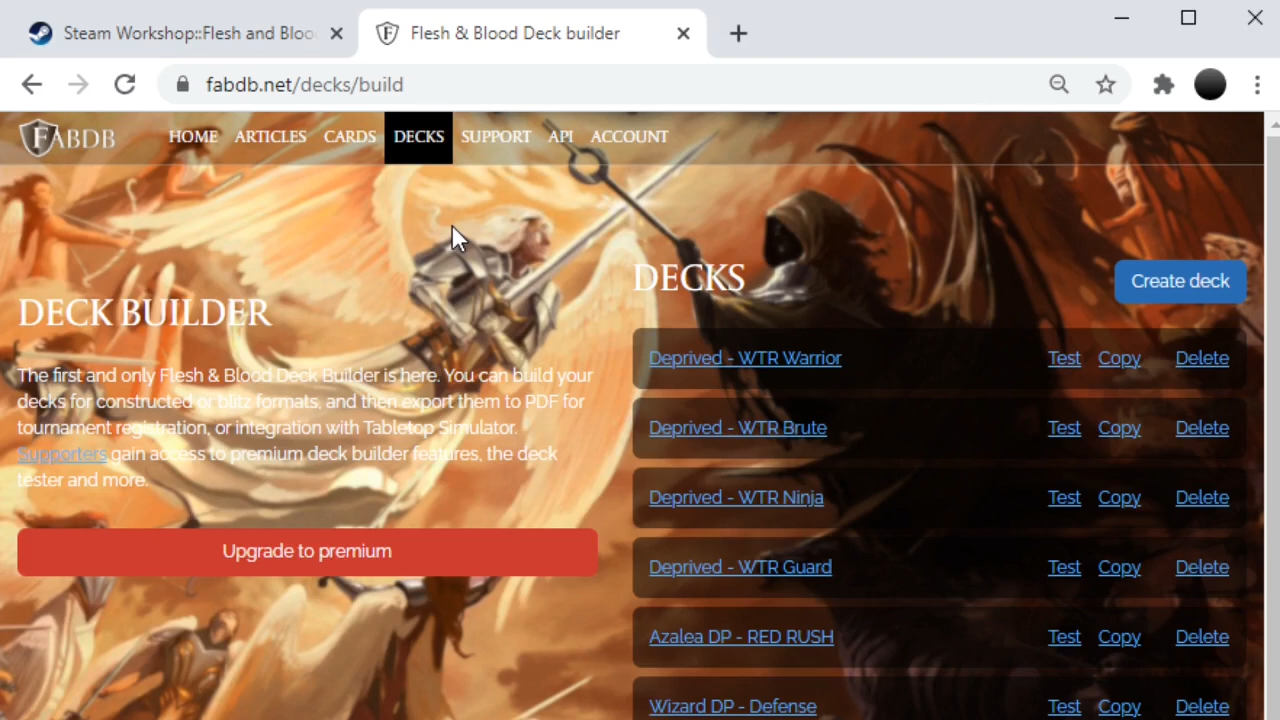 Steam Workshop::Flesh and Bloo
Flesh & Blood Deck builder
fabdb.net/decks/build
FABDB
HOME ARTICLES CARDS DECKS SUPPORT API ACCOUNT
DECK BUILDER
The first and only Flesh & Blood Deck Builder is here. You can build your
decks for constructed or blitz formats, and then export them to PDF for
tournament registration, or integration with Tabletop Simulator.
Supporters gain access to premium deck builder features, the deck
tester and more.
Upgrade to premium
DECKS
Create deck
Deprived - WTR Warrior Test Copy Delete
Deprived - WTR Brute Test Copy Delete
Deprived - WTR Ninja Test Copy Delete
Deprived - WTR Guard Test Copy Delete
Azalea DP - RED RUSH Test Copy Delete
Wizard DP - Defense Test Copy Delete